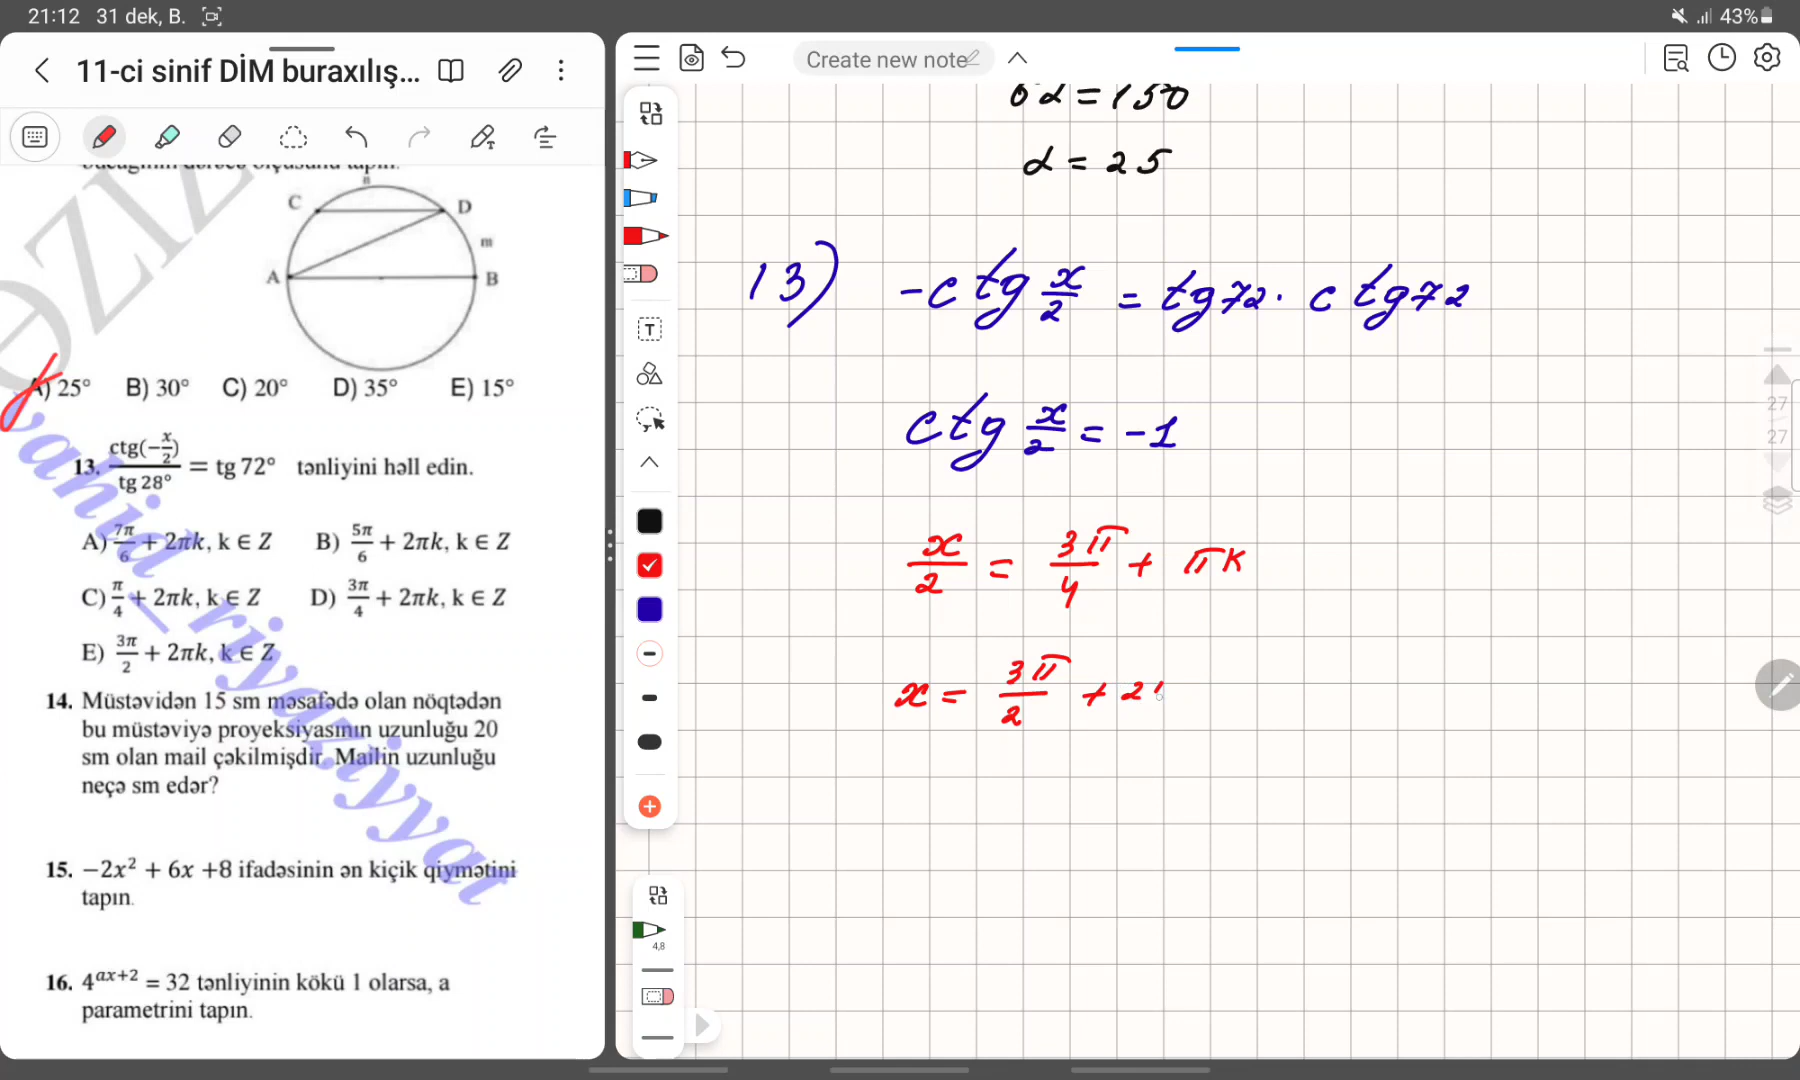 21:12 31 dek, B.
43%
11-ci sinif DİM buraxılış...
C
D
m
A
B
A) 25° B) 30° C) 20° D) 35° E) 15°
13. ctg(−x/2)/tg 28° = tg 72° tənliyini həll edin.
A) 7π/6 + 2πk, k ∈ Z B) 5π/6 + 2πk, k ∈ Z
C) π/4 + 2πk, k ∈ Z D) 3π/4 + 2πk, k ∈ Z
E) 3π/2 + 2πk, k ∈ Z
14. Müstəvidən 15 sm məsafədə olan nöqtədən
bu müstəviyə proyeksiyasının uzunluğu 20
sm olan mail çəkilmişdir. Mailin uzunluğu
neçə sm edər?
15. −2x² + 6x +8 ifadəsinin ən kiçik qiymətini
tapın.
16. 4^(ax+2) = 32 tənliyinin kökü 1 olarsa, a
parametrini tapın.
vahid_riyaziyyat
Create new note
T
4,8
6α = 150
α = 25
13) -ctg x/2 = tg72 · ctg72
ctg x/2 = -1
x/2 = 3π/4 + πk
x = 3π/2 + 2
27
27